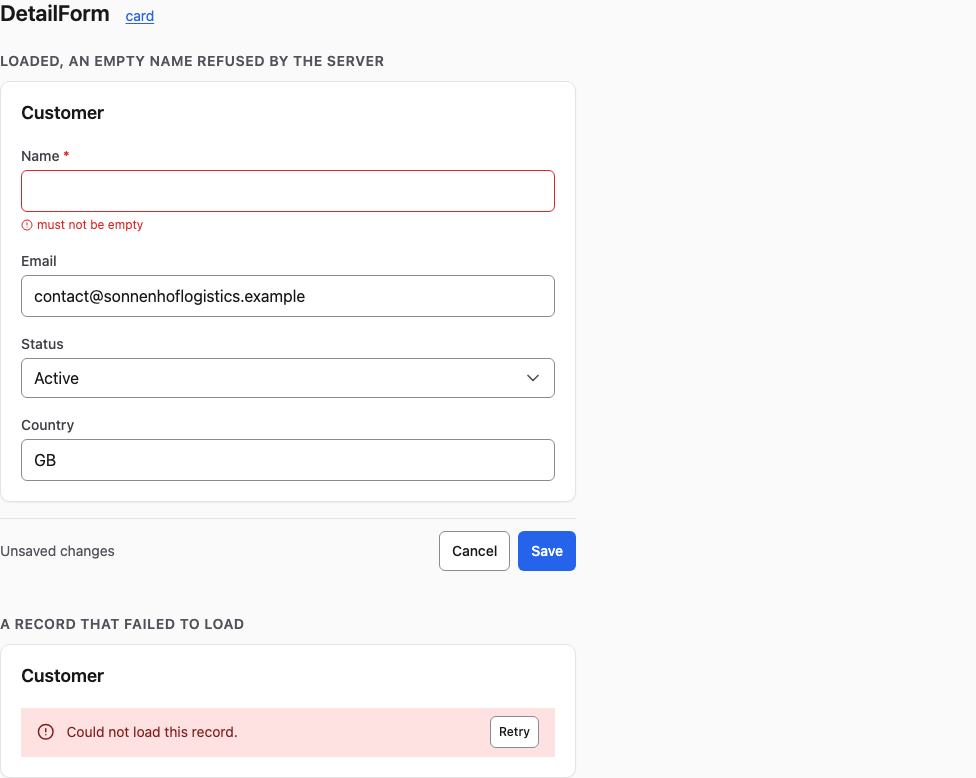 DetailForm card
LOADED, AN EMPTY NAME REFUSED BY THE SERVER
Customer
Name *
must not be empty
Email
contact@sonnenhoflogistics.example
Status
Active
Country
GB
Unsaved changes Cancel Save
A RECORD THAT FAILED TO LOAD
Customer
Could not load this record. Retry